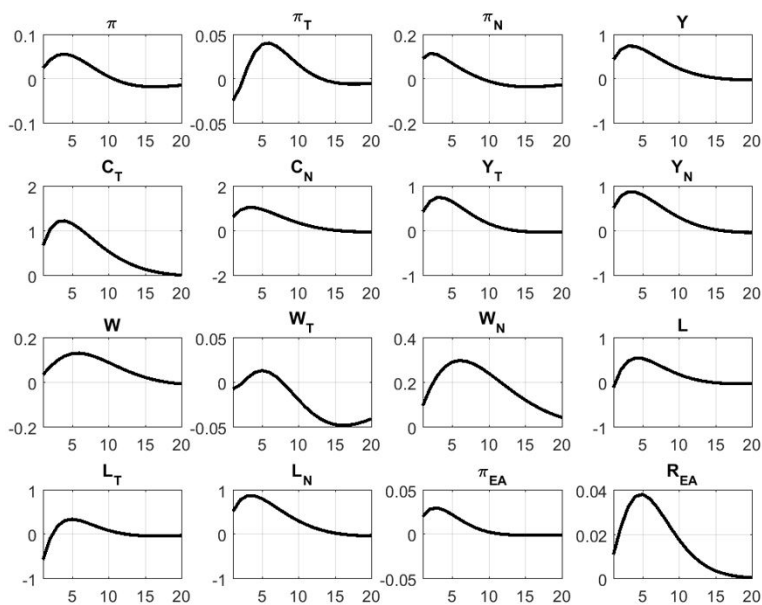 π π_T π_N Y
0.1 0.05 0.2 1
0 0 0 0
-0.1 -0.05 -0.2 -1
5 10 15 20 5 10 15 20 5 10 15 20 5 10 15 20
C_T C_N Y_T Y_N
2 2 1 1
1 0 0 0
0 -2 -1 -1
5 10 15 20 5 10 15 20 5 10 15 20 5 10 15 20
W W_T W_N L
0.2 0.05 0.4 1
0 0 0.2 0
-0.2 -0.05 0 -1
5 10 15 20 5 10 15 20 5 10 15 20 5 10 15 20
L_T L_N π_EA R_EA
1 1 0.05 0.04
0 0 0 0.02
-1 -1 -0.05 0
5 10 15 20 5 10 15 20 5 10 15 20 5 10 15 20